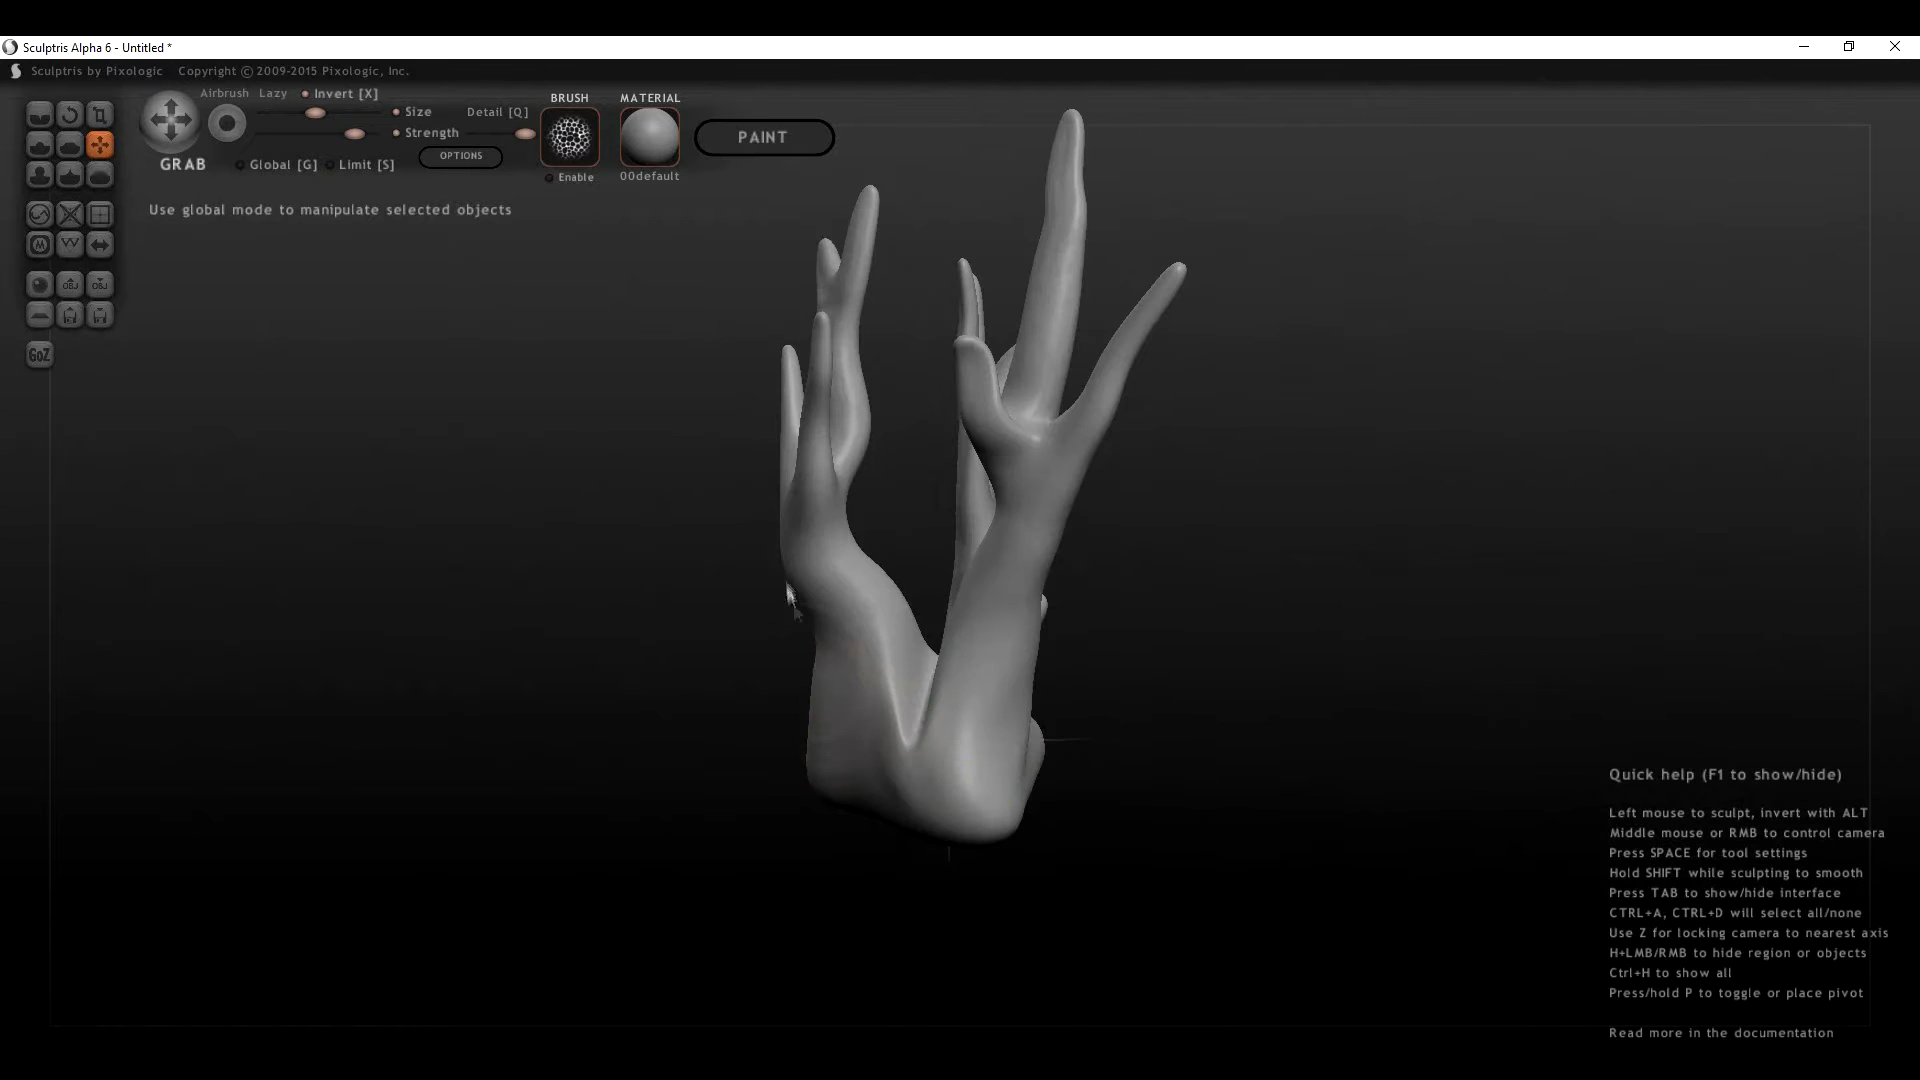 Sculptris Alpha 6 - Untitled *
Sculptris by Pixologic Copyright © 2009-2015 Pixologic, Inc.
Airbrush Lazy Invert [X]
Size Detail [Q]
Strength
GRAB Global [G] Limit [S] OPTIONS
BRUSH
Enable
MATERIAL
00default
PAINT
Use global mode to manipulate selected objects
OBJ OBJ
GoZ
Quick help (F1 to show/hide)
Left mouse to sculpt, invert with ALT
Middle mouse or RMB to control camera
Press SPACE for tool settings
Hold SHIFT while sculpting to smooth
Press TAB to show/hide interface
CTRL+A, CTRL+D will select all/none
Use Z for locking camera to nearest axis
H+LMB/RMB to hide region or objects
Ctrl+H to show all
Press/hold P to toggle or place pivot
Read more in the documentation